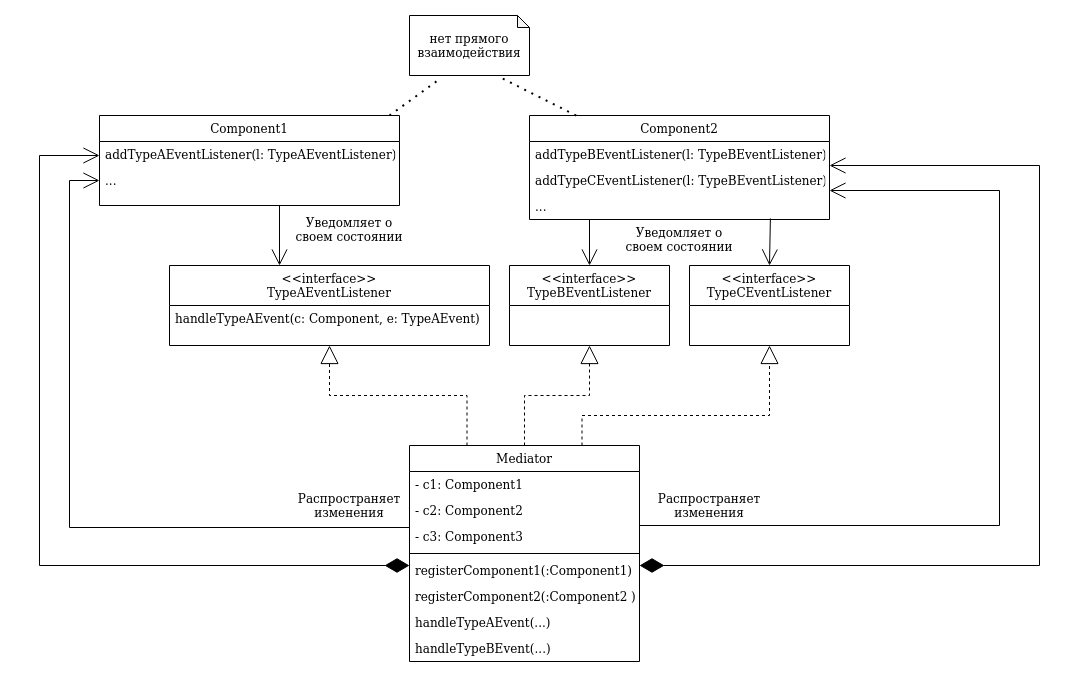 нет прямого
взаимодействия
Component1
addTypeAEventListener(l: TypeAEventListener)
...
Component2
addTypeBEventListener(l: TypeBEventListener)
addTypeCEventListener(l: TypeBEventListener)
...
Уведомляет о
своем состоянии
Уведомляет о
своем состоянии
<<interface>>
TypeAEventListener
handleTypeAEvent(c: Component, e: TypeAEvent)
<<interface>>
TypeBEventListener
<<interface>>
TypeCEventListener
Mediator
- c1: Component1
- c2: Component2
- c3: Component3
registerComponent1(:Component1)
registerComponent2(:Component2 )
handleTypeAEvent(...)
handleTypeBEvent(...)
Распространяет
изменения
Распространяет
изменения